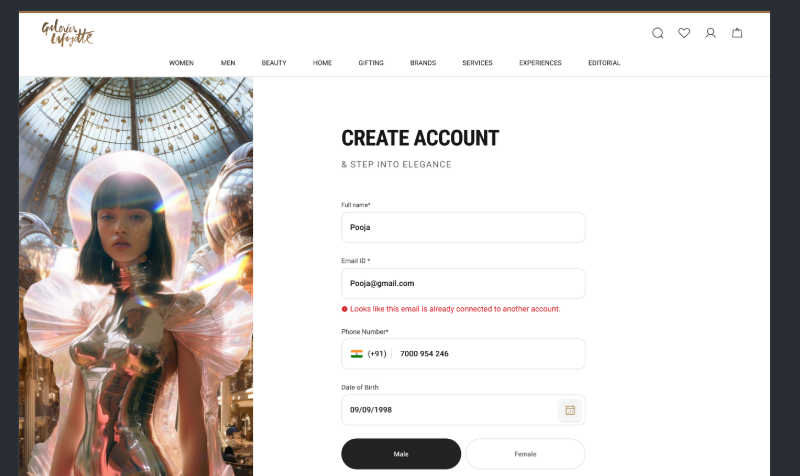 Galeries
Lafayette
WOMEN MEN BEAUTY HOME GIFTING BRANDS SERVICES EXPERIENCES EDITORIAL
CREATE ACCOUNT
& STEP INTO ELEGANCE
Full name*
Pooja
Email ID *
Pooja@gmail.com
Looks like this email is already connected to another account.
Phone Number*
(+91) 7000 954 246
Date of Birth
09/09/1998
Male Female